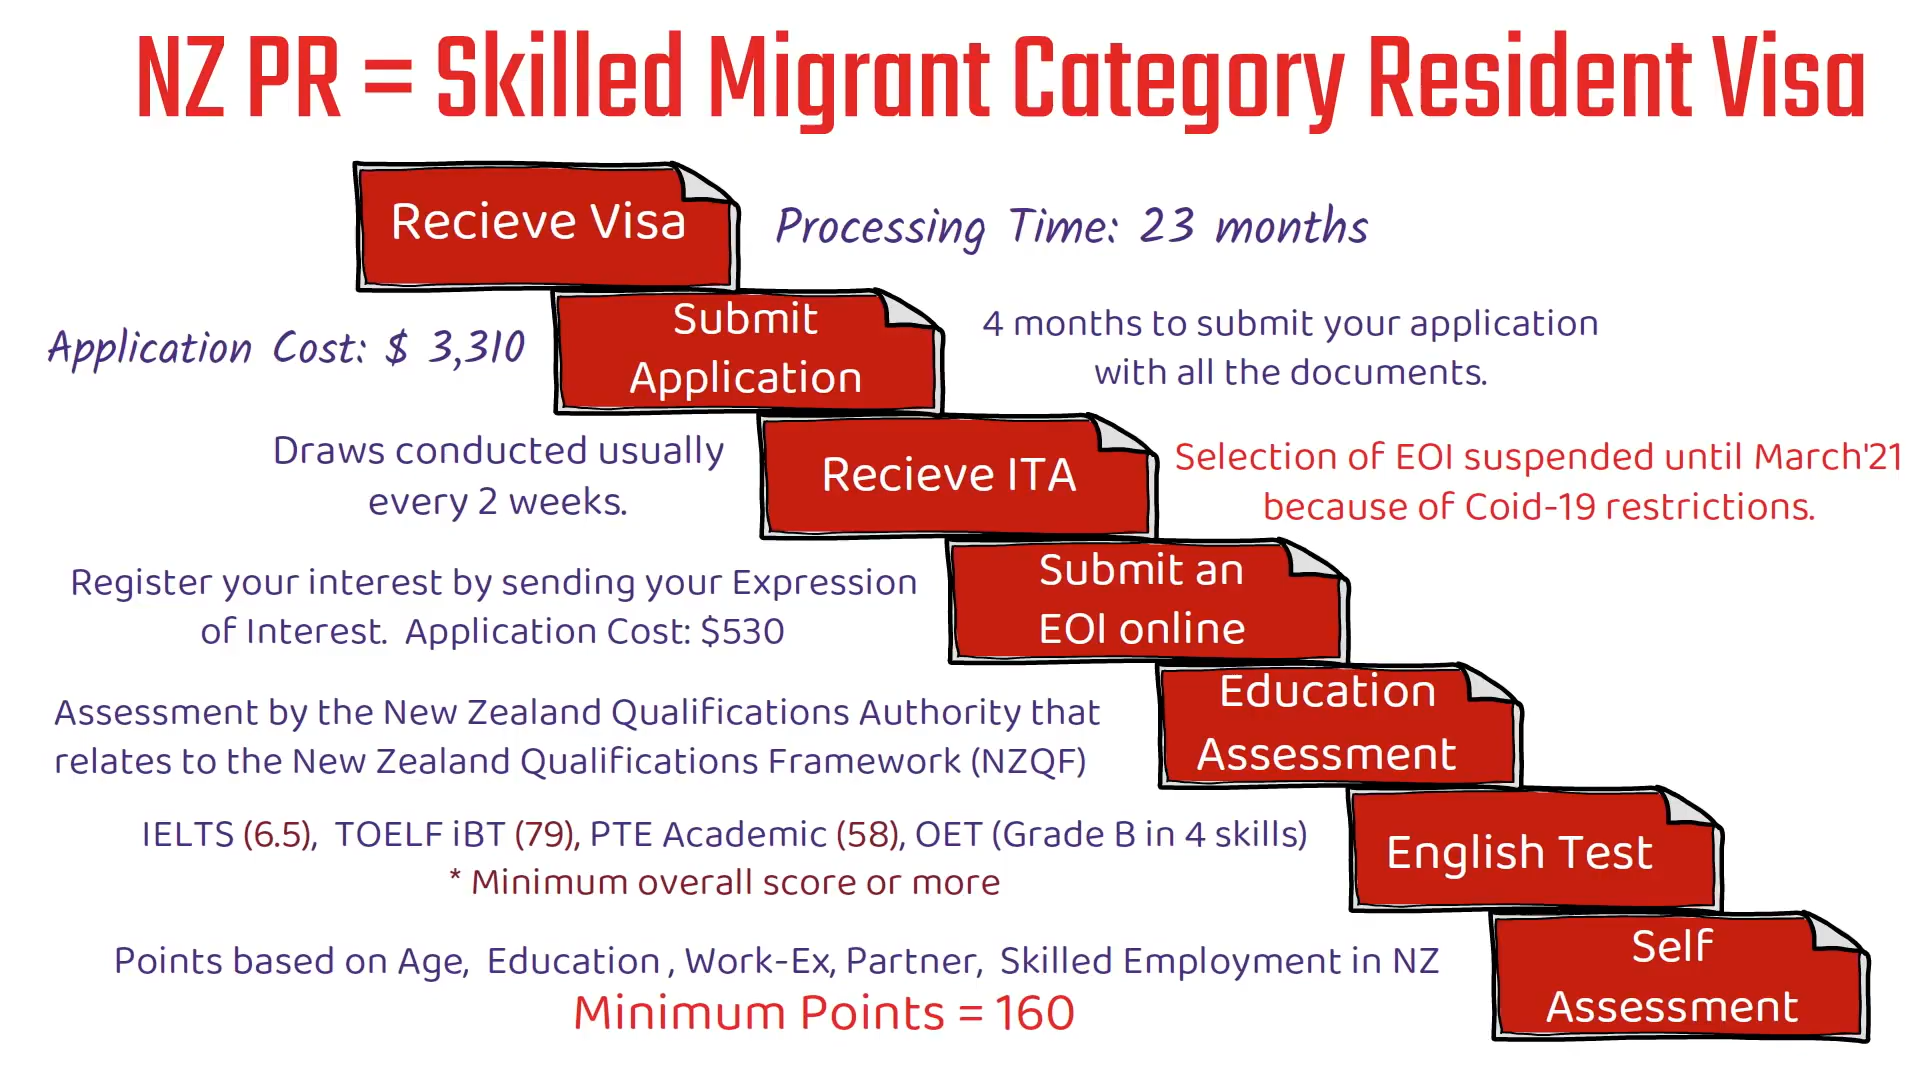 NZ PR = Skilled Migrant Category Resident Visa
Recieve Visa
Processing Time: 23 months
Application Cost: $ 3,310
Submit
Application
4 months to submit your application
with all the documents.
Draws conducted usually
every 2 weeks.
Recieve ITA
Selection of EOI suspended until March'21
because of Coid-19 restrictions.
Register your interest by sending your Expression
of Interest. Application Cost: $530
Submit an
EOI online
Assessment by the New Zealand Qualifications Authority that
relates to the New Zealand Qualifications Framework (NZQF)
Education
Assessment
IELTS (6.5), TOELF iBT (79), PTE Academic (58), OET (Grade B in 4 skills)
* Minimum overall score or more
English Test
Points based on Age, Education , Work-Ex, Partner, Skilled Employment in NZ
Minimum Points = 160
Self
Assessment